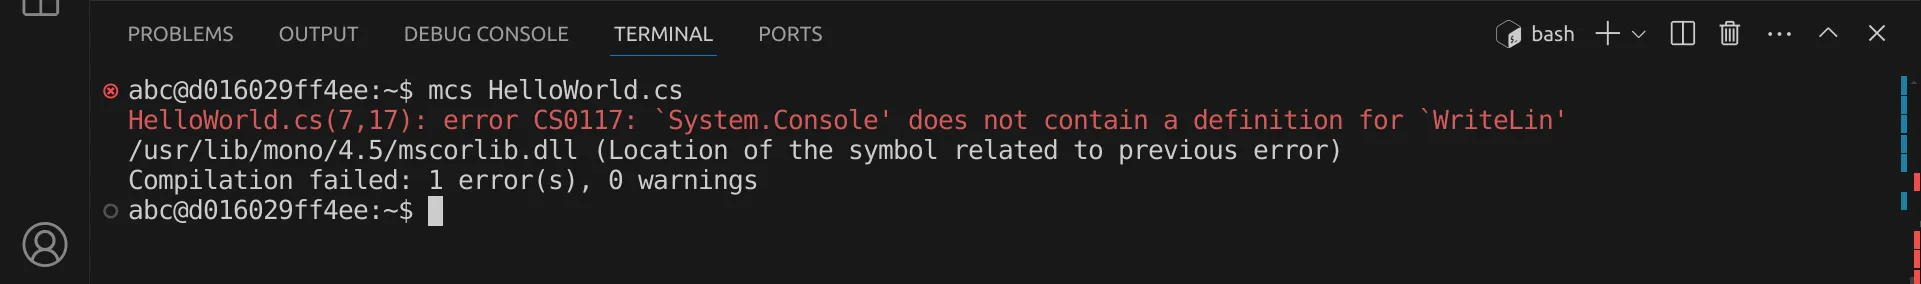 PROBLEMS OUTPUT DEBUG CONSOLE TERMINAL PORTS bash
abc@d016029ff4ee:~$ mcs HelloWorld.cs
HelloWorld.cs(7,17): error CS0117: `System.Console' does not contain a definition for `WriteLin'
/usr/lib/mono/4.5/mscorlib.dll (Location of the symbol related to previous error)
Compilation failed: 1 error(s), 0 warnings
abc@d016029ff4ee:~$